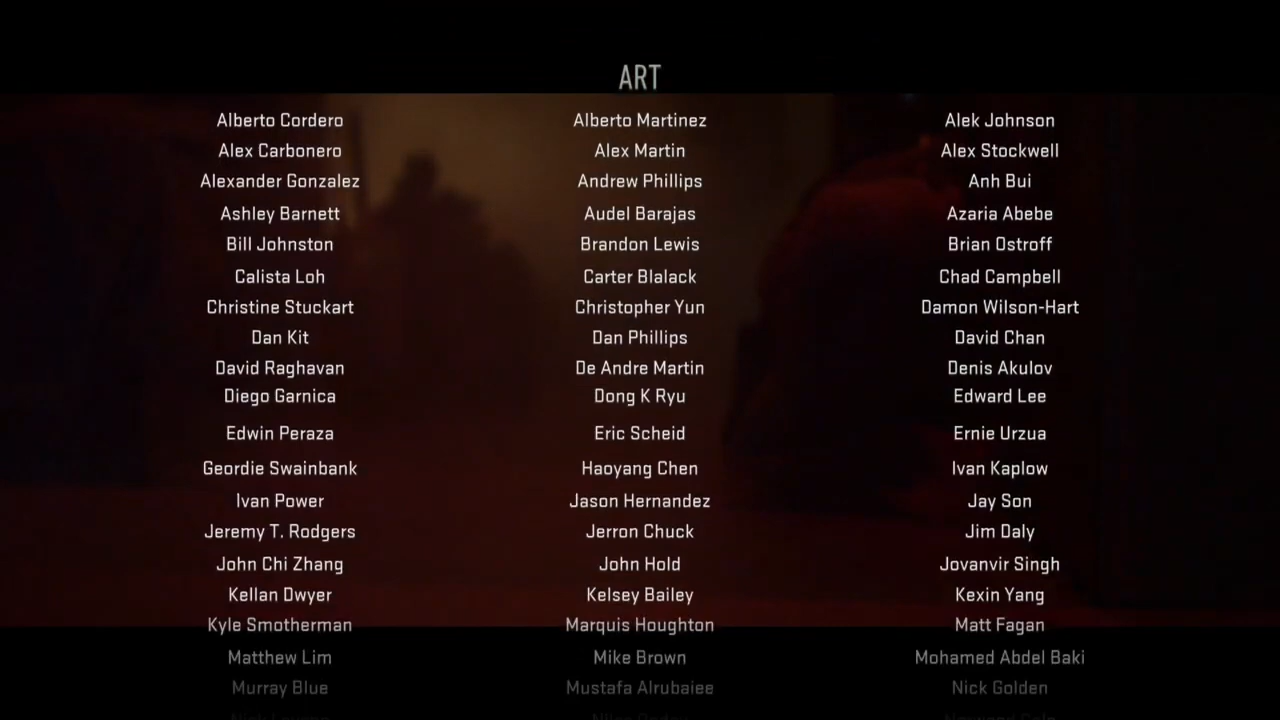 ART
Alberto Cordero Alberto Martinez Alek Johnson
Alex Carbonero Alex Martin Alex Stockwell
Alexander Gonzalez Andrew Phillips Anh Bui
Ashley Barnett Audel Barajas Azaria Abebe
Bill Johnston Brandon Lewis Brian Ostroff
Calista Loh Carter Blalack Chad Campbell
Christine Stuckart Christopher Yun Damon Wilson-Hart
Dan Kit Dan Phillips David Chan
David Raghavan De Andre Martin Denis Akulov
Diego Garnica Dong K Ryu Edward Lee
Edwin Peraza Eric Scheid Ernie Urzua
Geordie Swainbank Haoyang Chen Ivan Kaplow
Ivan Power Jason Hernandez Jay Son
Jeremy T. Rodgers Jerron Chuck Jim Daly
John Chi Zhang John Hold Jovanvir Singh
Kellan Dwyer Kelsey Bailey Kexin Yang
Kyle Smotherman Marquis Houghton Matt Fagan
Matthew Lim Mike Brown Mohamed Abdel Baki
Murray Blue Mustafa Alrubaiee Nick Golden